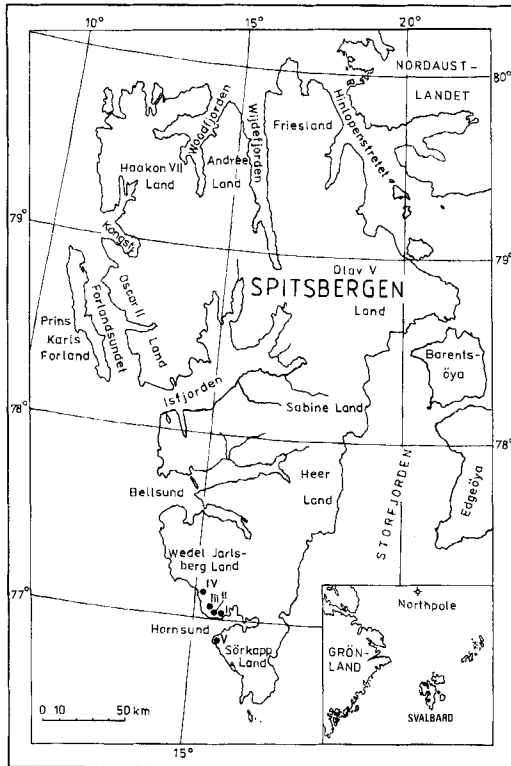 10° 15° 20°
80°
NORDAUST-
LANDET
Hinlopenstretet
Woodfjorden
Wijdefjorden
Friesland
Haakon VII
Land
Andrée
Land
79°
79°
Kongsf.
Olav V
SPITSBERGEN
Land
Oscar II
Land
Forlandsundet
Prins
Karls
Forland
Barents-
öya
Isfjorden
Sabine Land
78°
78°
Heer
Land
Bellsund
STORFJORDEN
Edgeöya
Wedel Jarls-
berg Land
77°
IV
III
II
I
Hornsund
V
Sörkapp
Land
0 10 50 km
15°
Northpole
GRÖN-
LAND
SVALBARD